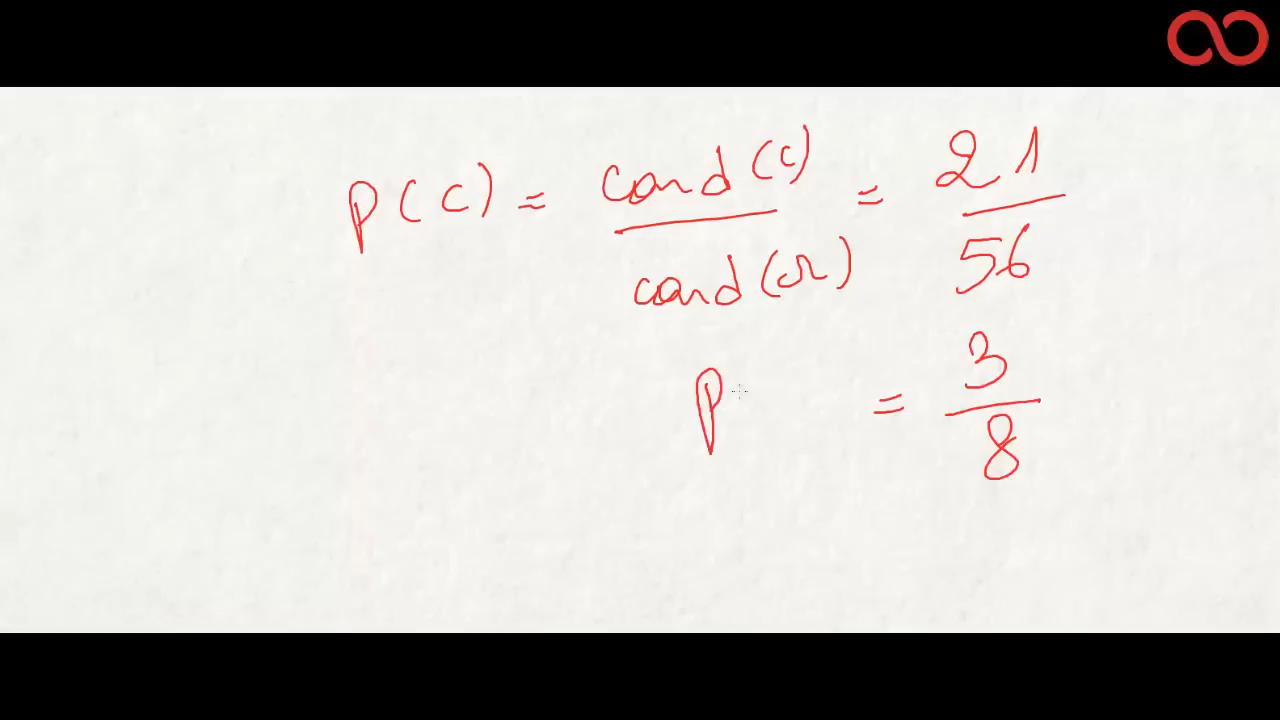 P(C) = card(C) / card(Ω) = 21 / 56
P = 3 / 8